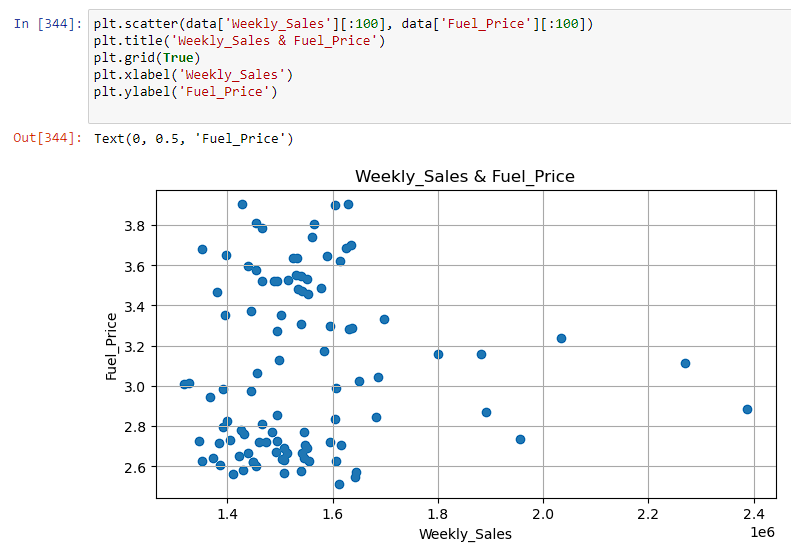 In [344]: plt.scatter(data['Weekly_Sales'][:100], data['Fuel_Price'][:100])
plt.title('Weekly_Sales & Fuel_Price')
plt.grid(True)
plt.xlabel('Weekly_Sales')
plt.ylabel('Fuel_Price')
Out[344]: Text(0, 0.5, 'Fuel_Price')
Weekly_Sales & Fuel_Price
3.8
3.6
3.4
3.2
3.0
2.8
2.6
Fuel_Price
1.4 1.6 1.8 2.0 2.2 2.4
1e6
Weekly_Sales